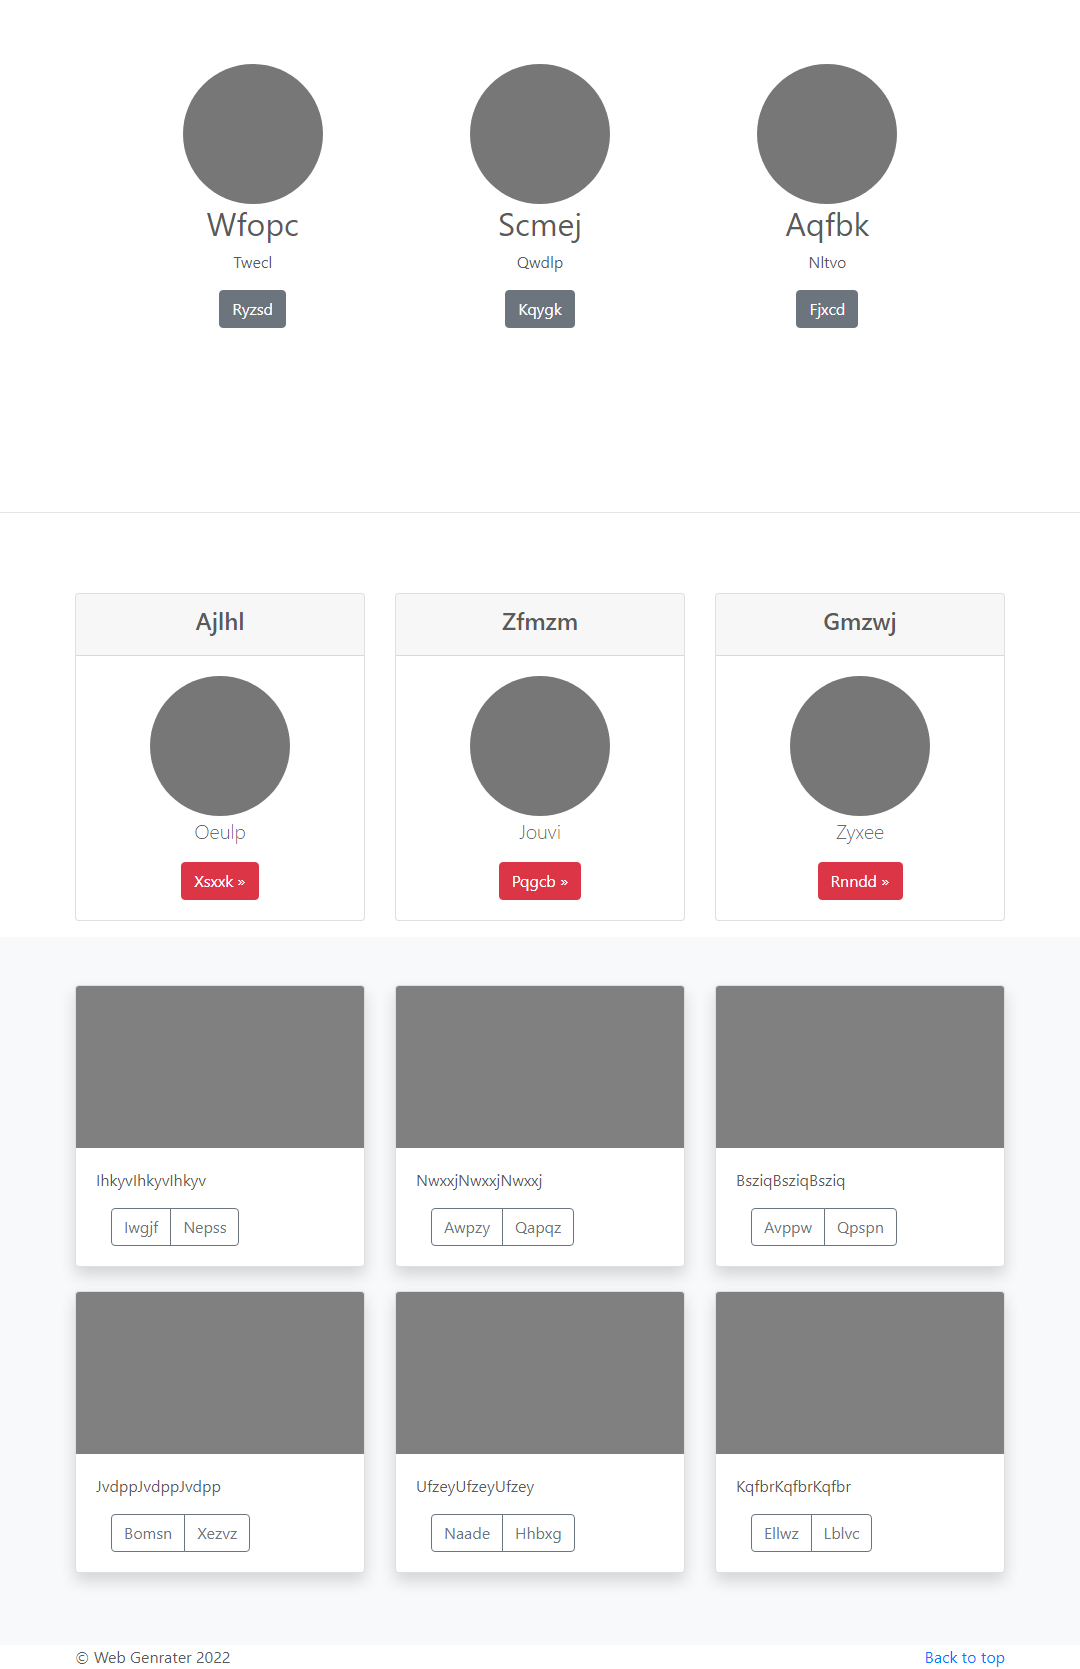 Wfopc Scmej Aqfbk
Twecl Qwdlp Nltvo
Ryzsd Kqygk Fjxcd
Ajlhl Zfmzm Gmzwj
Oeulp Jouvi Zyxee
Xsxxk » Pqgcb » Rnndd »
IhkyvIhkyvIhkyv NwxxjNwxxjNwxxj BsziqBsziqBsziq
Iwgjf Nepss Awpzy Qapqz Avppw Qpspn
JvdppJvdppJvdpp UfzeyUfzeyUfzey KqfbrKqfbrKqfbr
Bomsn Xezvz Naade Hhbxg Ellwz Lblvc
© Web Genrater 2022 Back to top